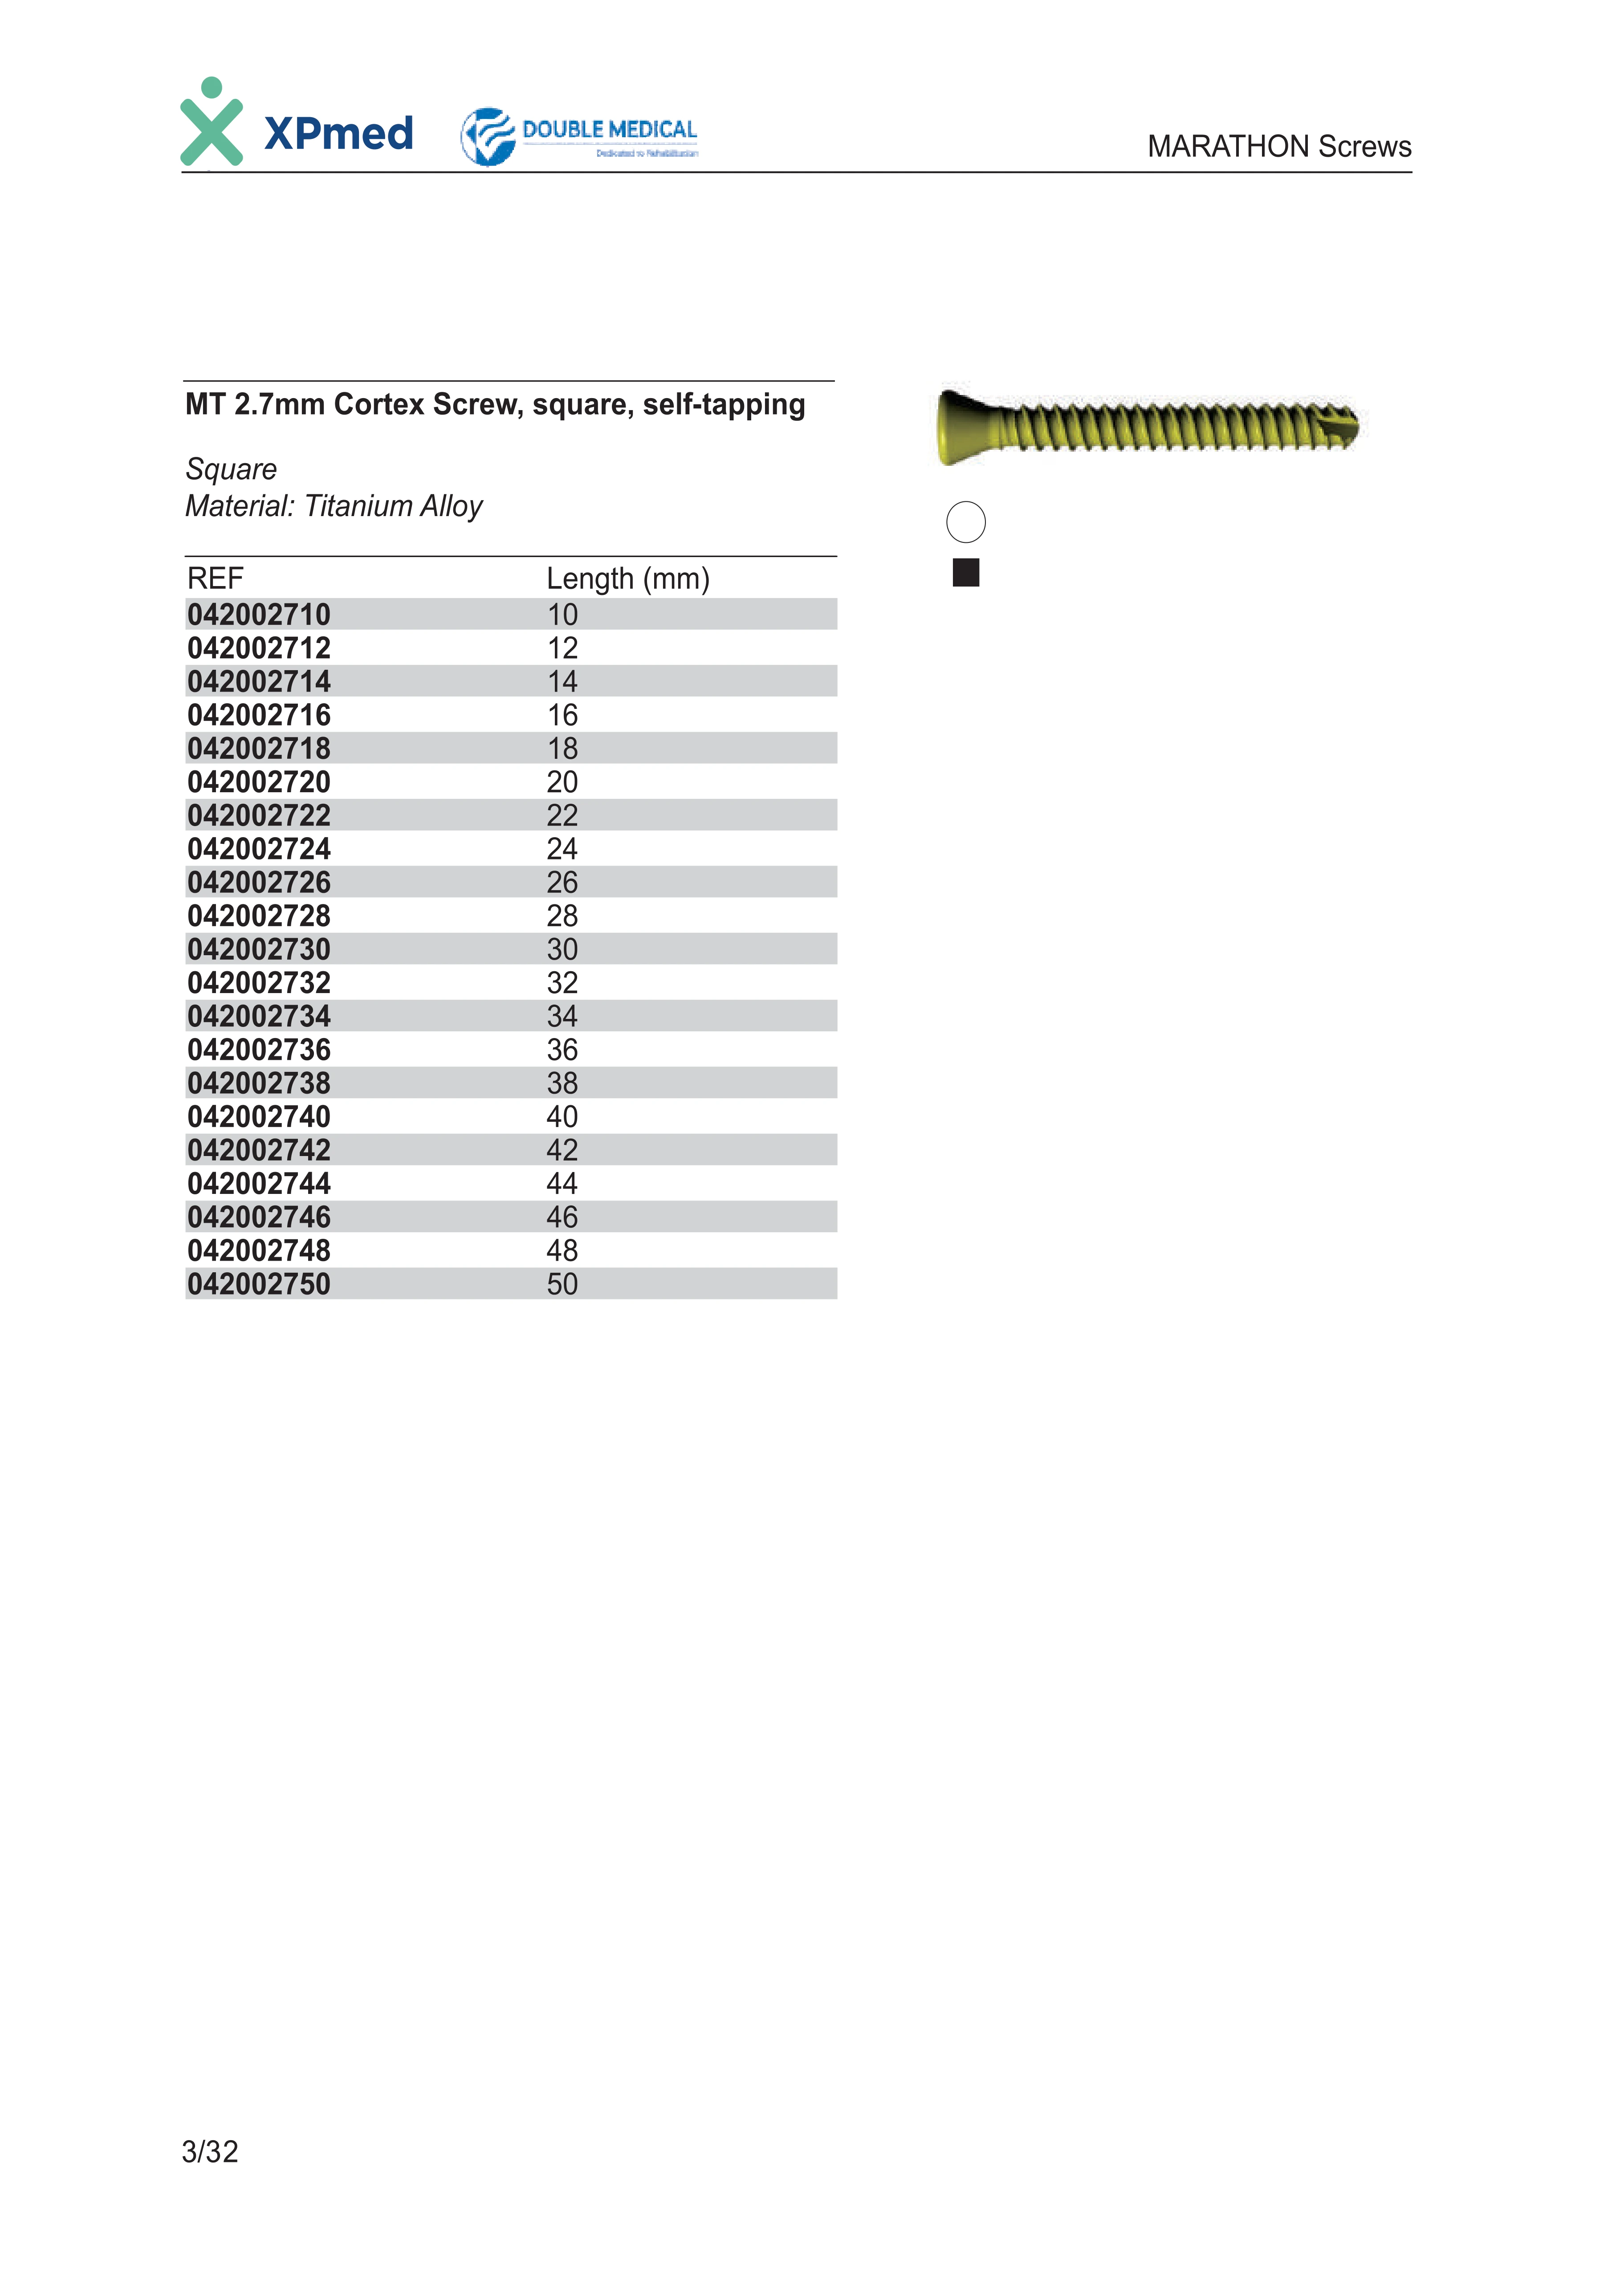 XPmed
DOUBLE MEDICAL
Dedicated to Rehabilitation
MARATHON Screws
MT 2.7mm Cortex Screw, square, self-tapping
Square
Material: Titanium Alloy
REF Length (mm)
042002710 10
042002712 12
042002714 14
042002716 16
042002718 18
042002720 20
042002722 22
042002724 24
042002726 26
042002728 28
042002730 30
042002732 32
042002734 34
042002736 36
042002738 38
042002740 40
042002742 42
042002744 44
042002746 46
042002748 48
042002750 50
3/32